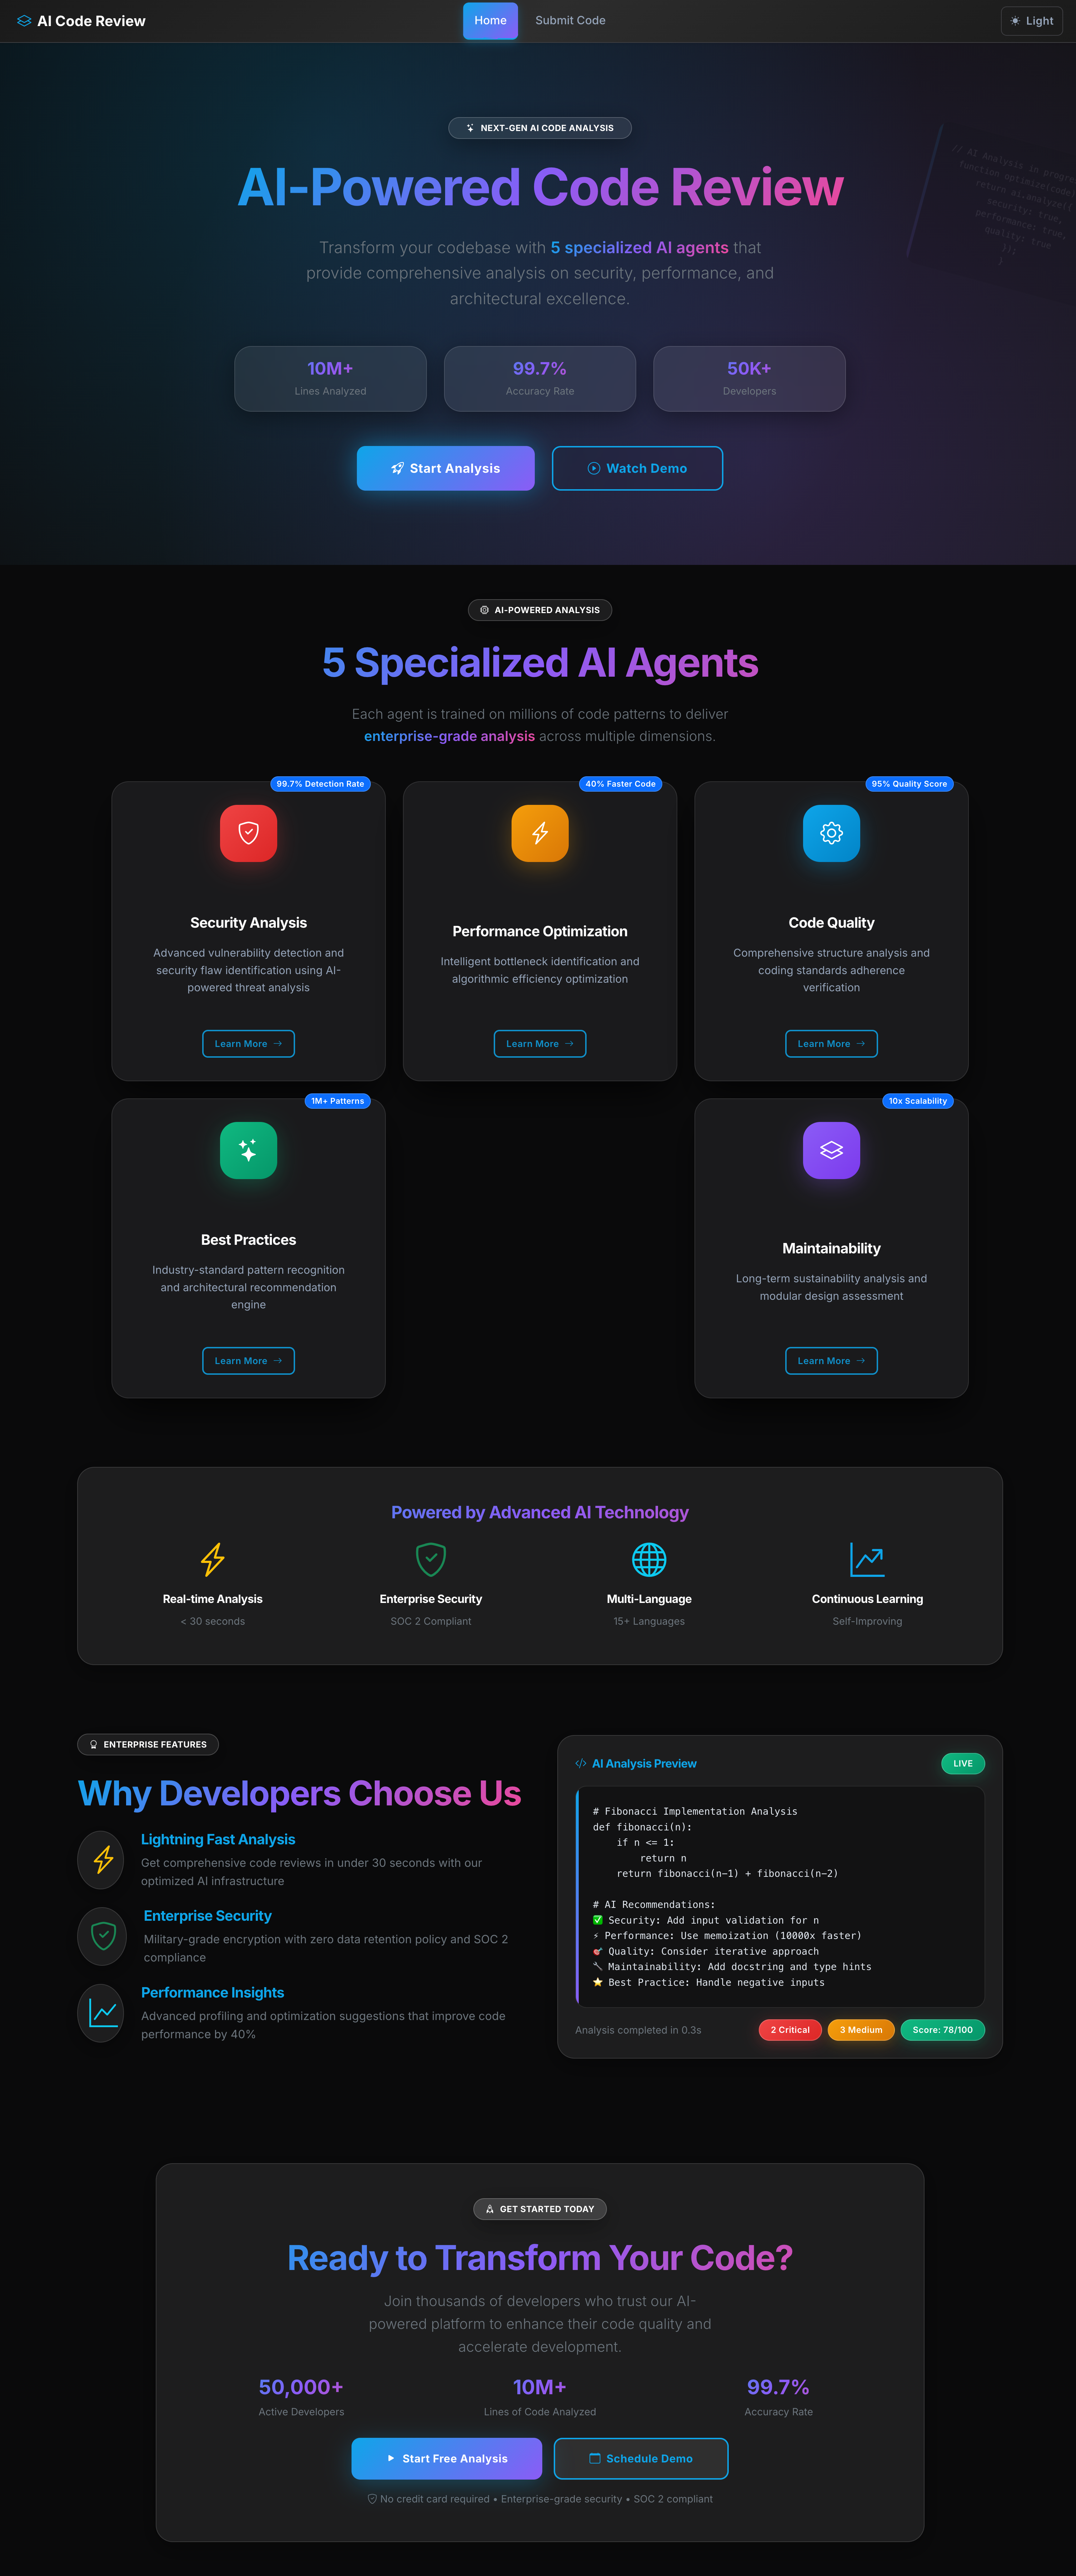 AI Code Review
Home
Submit Code
Light
NEXT-GEN AI CODE ANALYSIS
AI-Powered Code Review
Transform your codebase with 5 specialized AI agents that
provide comprehensive analysis on security, performance, and
architectural excellence.
// AI Analysis in progre
function optimize(code)
return ai.analyze({
security: true,
performance: true,
quality: true
});
}
10M+
Lines Analyzed
99.7%
Accuracy Rate
50K+
Developers
Start Analysis
Watch Demo
AI-POWERED ANALYSIS
5 Specialized AI Agents
Each agent is trained on millions of code patterns to deliver
enterprise-grade analysis across multiple dimensions.
99.7% Detection Rate
Security Analysis
Advanced vulnerability detection and
security flaw identification using AI-
powered threat analysis
Learn More →
40% Faster Code
Performance Optimization
Intelligent bottleneck identification and
algorithmic efficiency optimization
Learn More →
95% Quality Score
Code Quality
Comprehensive structure analysis and
coding standards adherence
verification
Learn More →
1M+ Patterns
Best Practices
Industry-standard pattern recognition
and architectural recommendation
engine
Learn More →
10x Scalability
Maintainability
Long-term sustainability analysis and
modular design assessment
Learn More →
Powered by Advanced AI Technology
Real-time Analysis
< 30 seconds
Enterprise Security
SOC 2 Compliant
Multi-Language
15+ Languages
Continuous Learning
Self-Improving
ENTERPRISE FEATURES
Why Developers Choose Us
Lightning Fast Analysis
Get comprehensive code reviews in under 30 seconds with our
optimized AI infrastructure
Enterprise Security
Military-grade encryption with zero data retention policy and SOC 2
compliance
Performance Insights
Advanced profiling and optimization suggestions that improve code
performance by 40%
AI Analysis Preview
LIVE
# Fibonacci Implementation Analysis
def fibonacci(n):
    if n <= 1:
        return n
    return fibonacci(n-1) + fibonacci(n-2)
# AI Recommendations:
✅ Security: Add input validation for n
⚡ Performance: Use memoization (10000x faster)
🎯 Quality: Consider iterative approach
🔧 Maintainability: Add docstring and type hints
⭐ Best Practice: Handle negative inputs
Analysis completed in 0.3s
2 Critical
3 Medium
Score: 78/100
GET STARTED TODAY
Ready to Transform Your Code?
Join thousands of developers who trust our AI-
powered platform to enhance their code quality and
accelerate development.
50,000+
Active Developers
10M+
Lines of Code Analyzed
99.7%
Accuracy Rate
Start Free Analysis
Schedule Demo
No credit card required • Enterprise-grade security • SOC 2 compliant